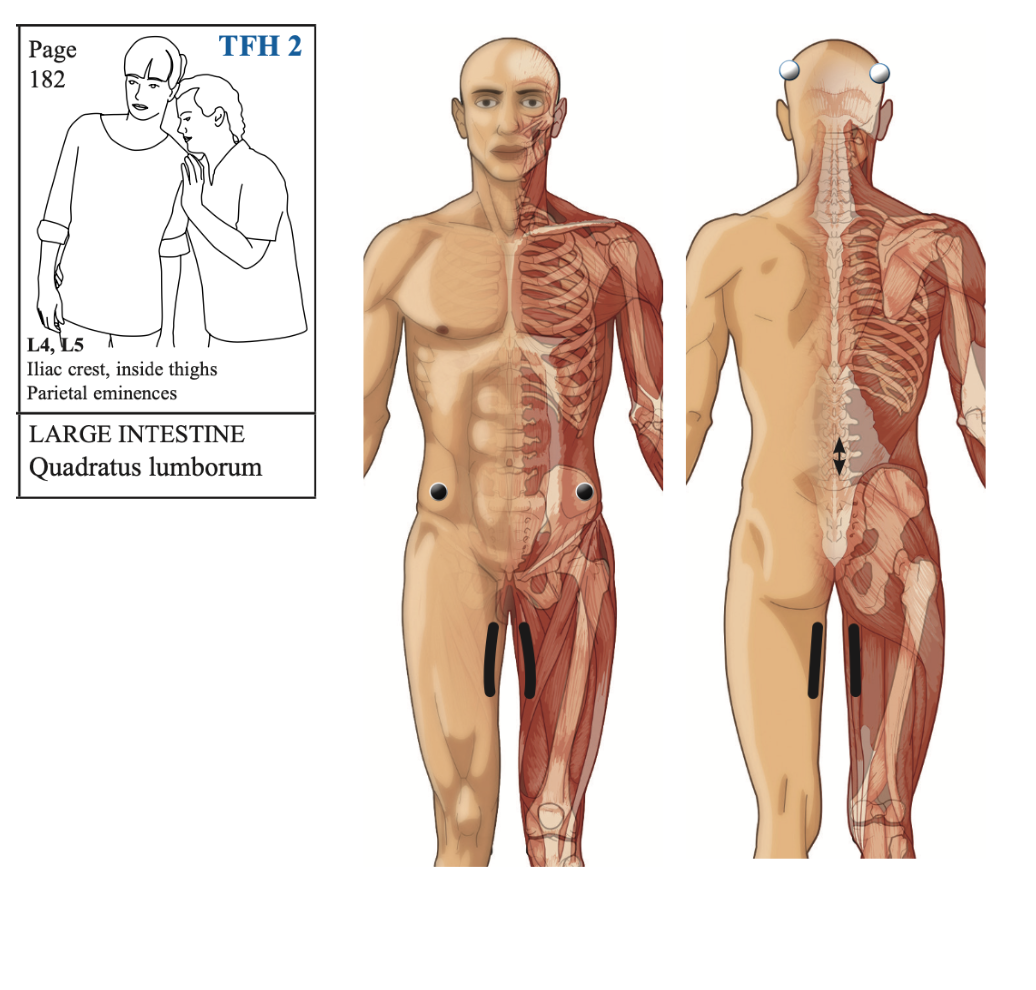 Page
182
TFH 2
L4, L5
Iliac crest, inside thighs
Parietal eminences
LARGE INTESTINE
Quadratus lumborum